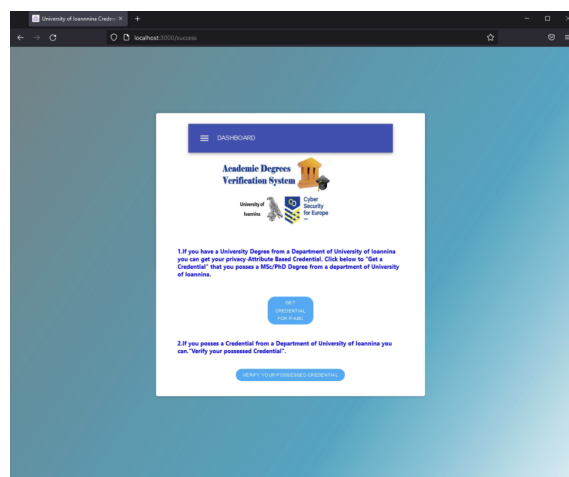 University of Ioannnina Creden
localhost:3000/success
DASHBOARD
Academic Degrees
Verification System
University of
Ioannina
Cyber
Security
for Europe
1.If you have a University Degree from a Department of University of Ioannina
you can get your privacy-Attribute Based Credential. Click below to "Get a
Credential" that you posses a MSc/PhD Degree from a department of University
of Ioannina.
GET
CREDENTIAL
FOR P-ABC
2.If you posses a Credential from a Department of University of Ioannina you
can."Verify your possessed Credential".
VERIFY YOUR POSSESSED CREDENTIAL